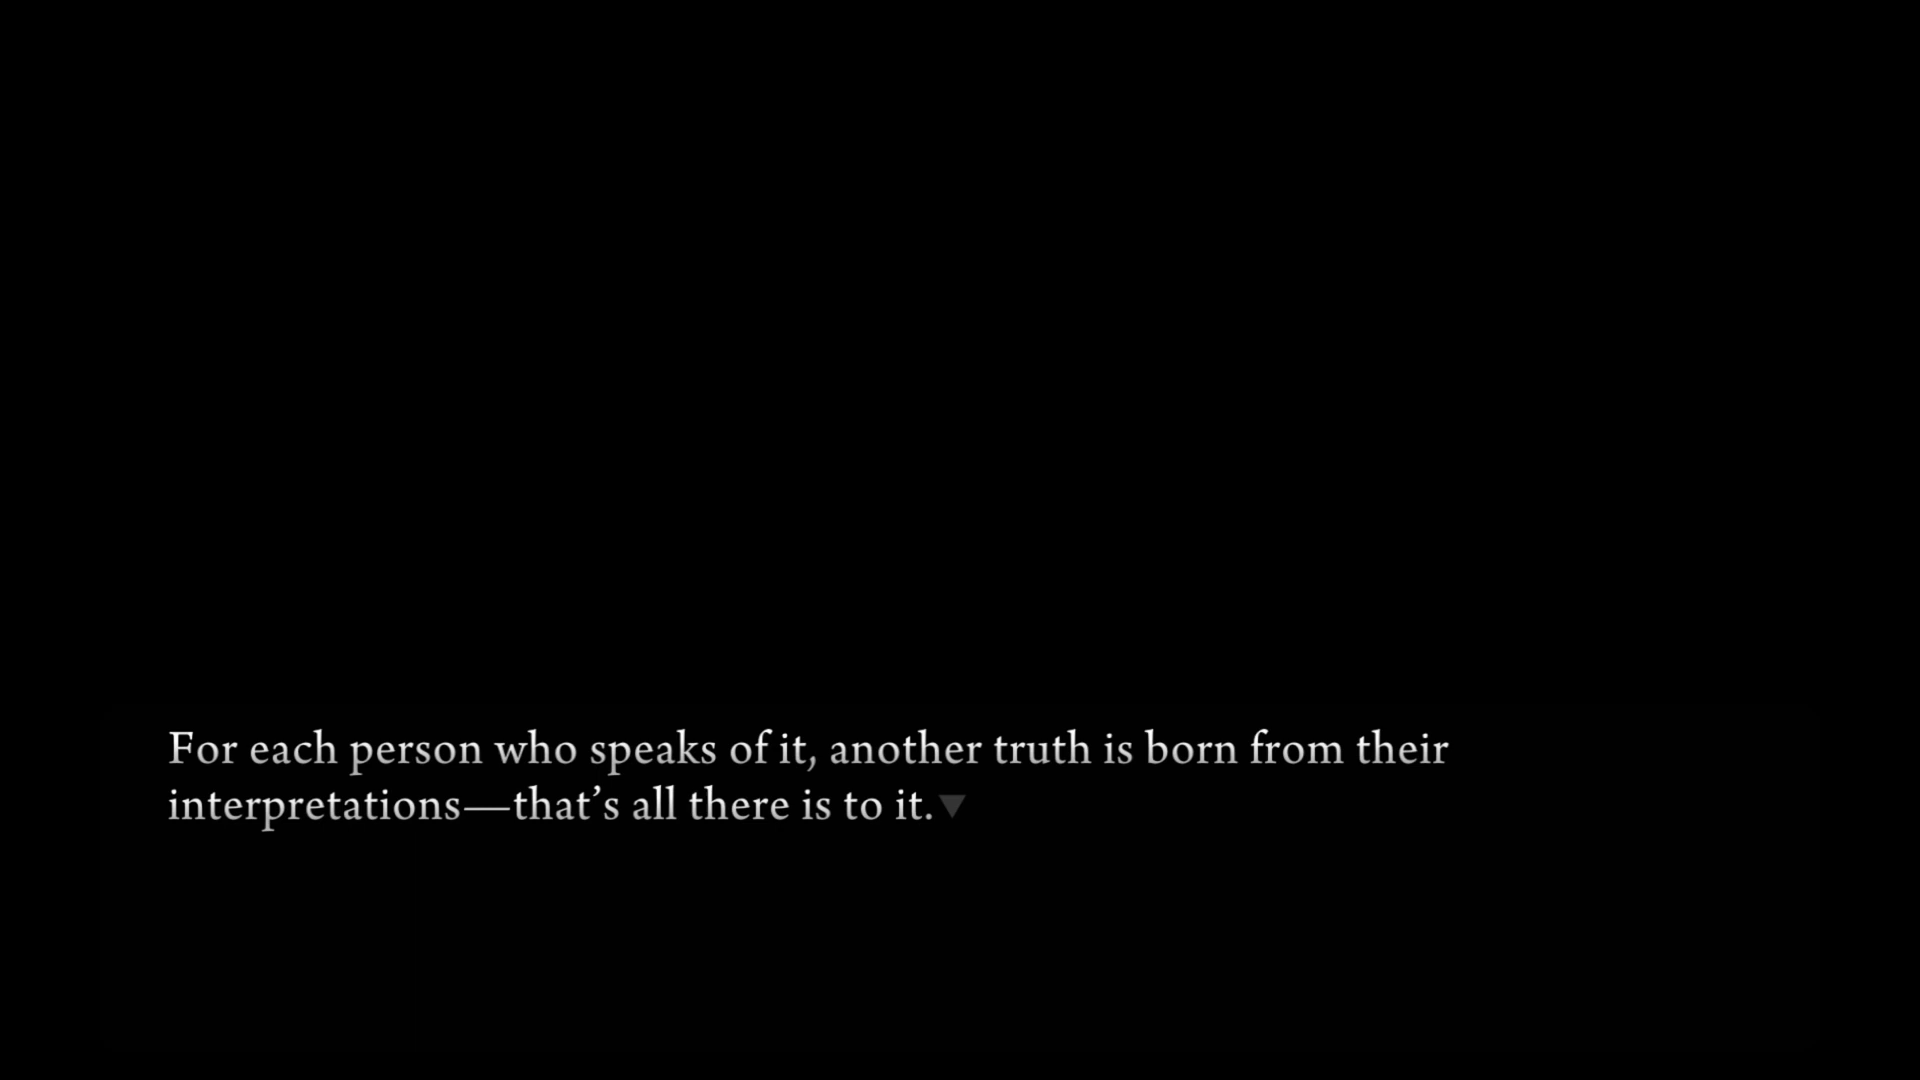 For each person who speaks of it, another truth is born from their
interpretations—that’s all there is to it.